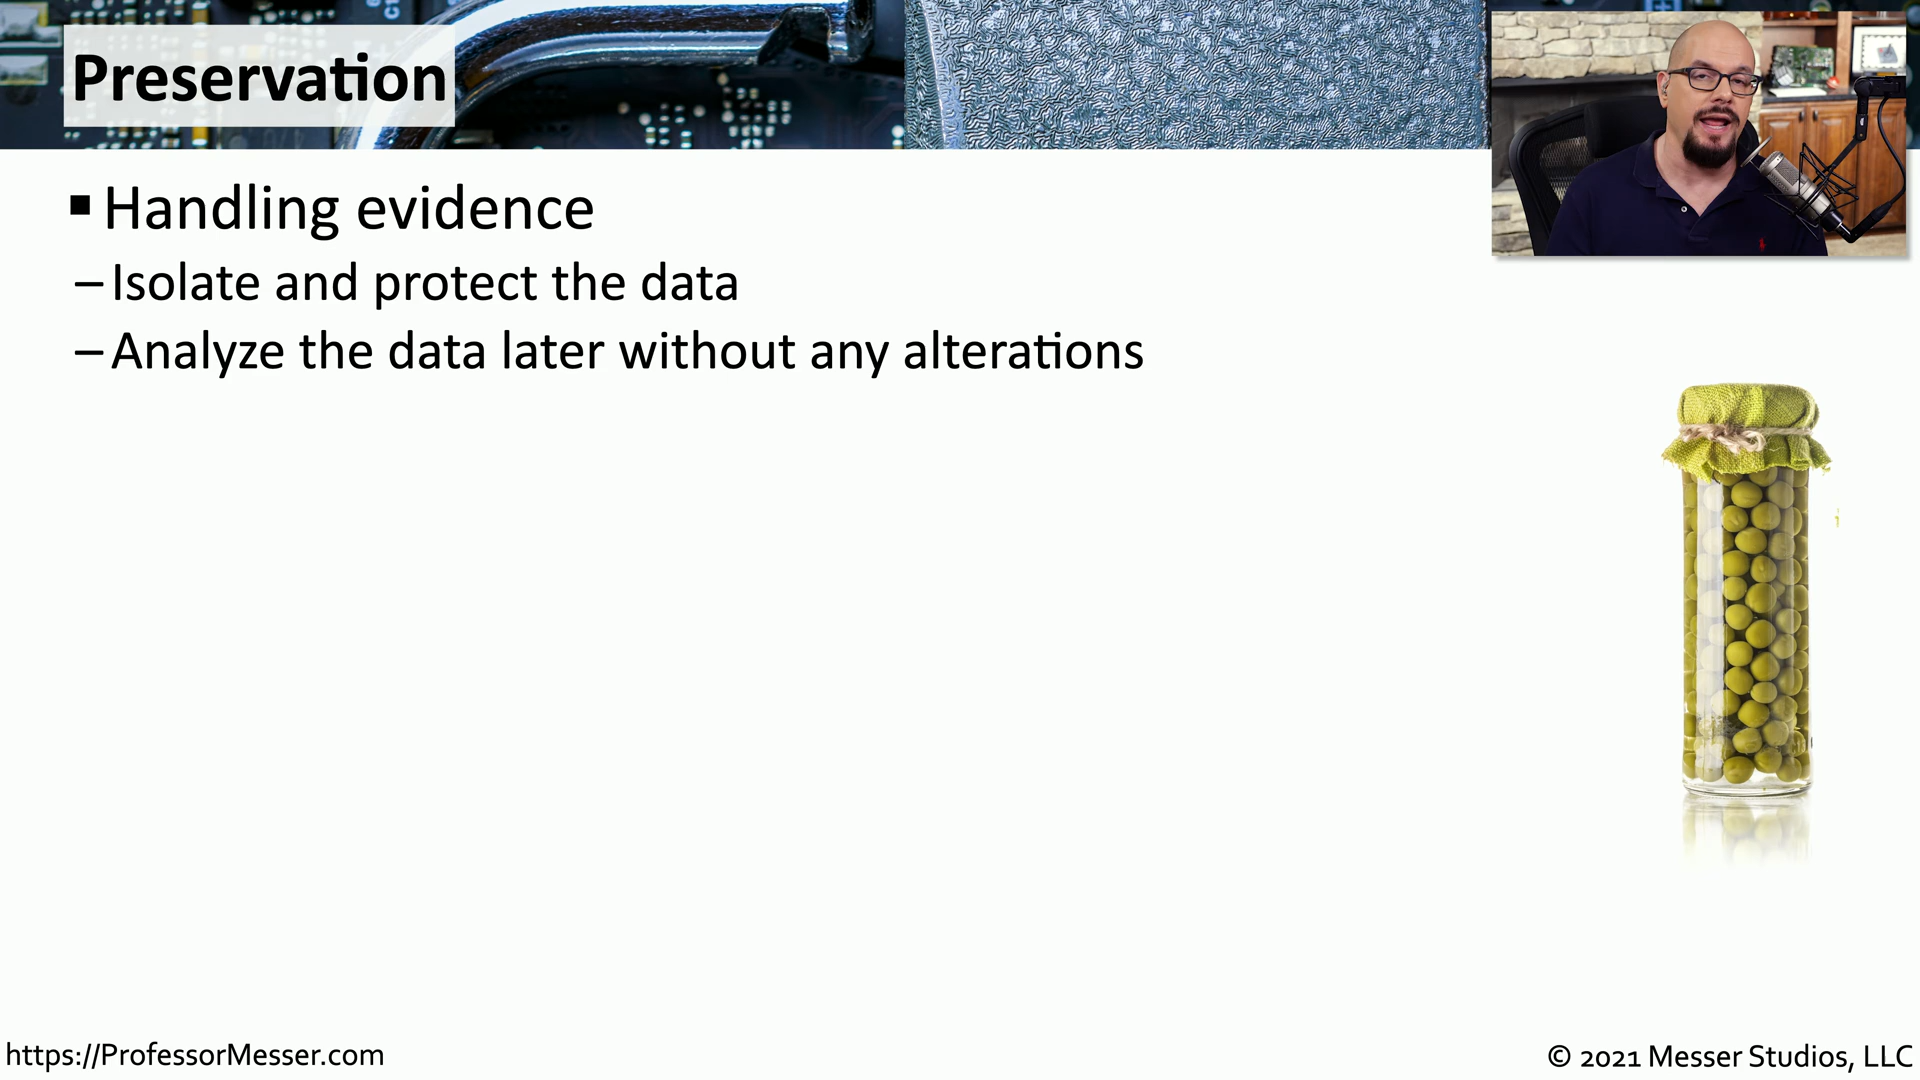 Preservation
▪ Handling evidence
– Isolate and protect the data
– Analyze the data later without any alterations
https://ProfessorMesser.com
© 2021 Messer Studios, LLC